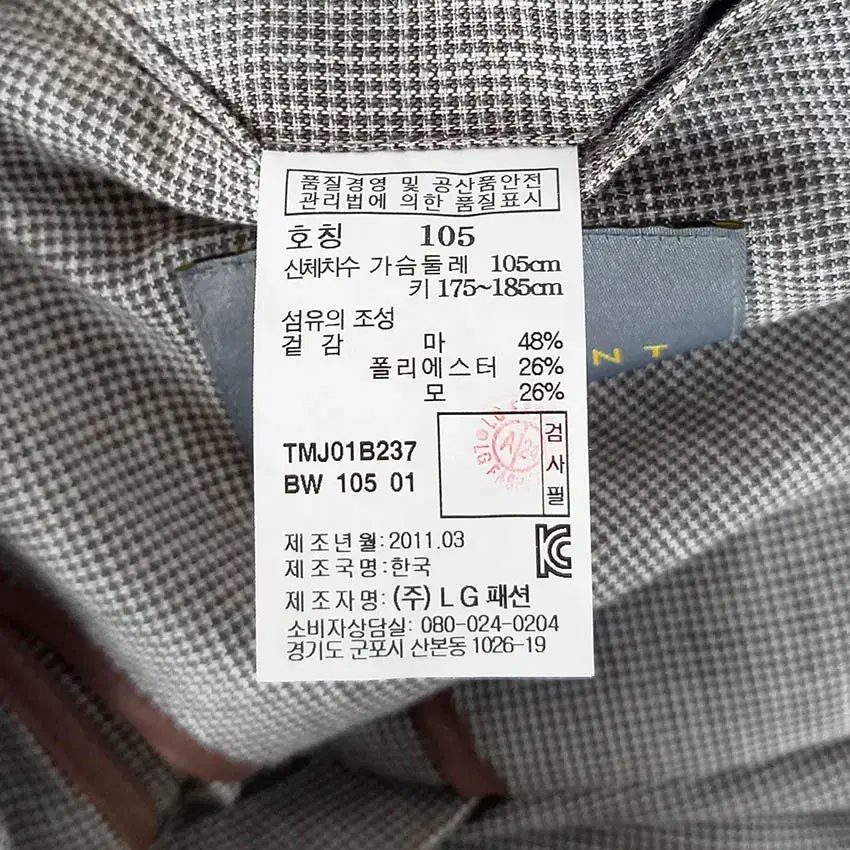 품질경영 및 공산품안전
관리법에 의한 품질표시
호칭 105
신체치수 가슴둘레 105cm
키 175~185cm
섬유의 조성
겉감 마 48%
폴리에스터 26%
모 26%
TMJ01B237
BW 105 01
검사필
제조년월:2011.03
제조국명:한국
제조자명: (주)LG패션
소비자상담실: 080-024-0204
경기도 군포시 산본동 1026-19
NT